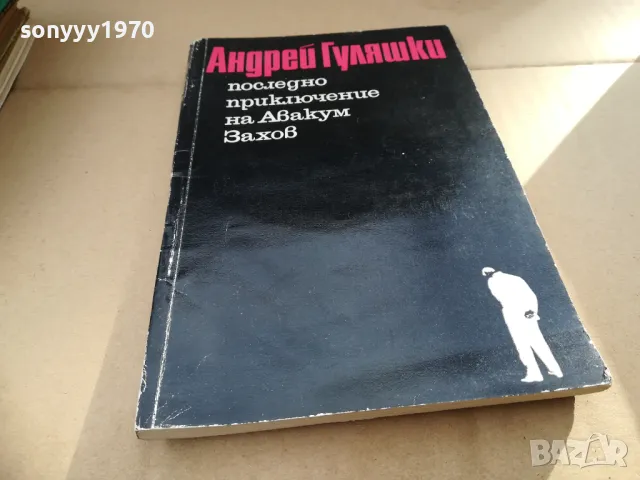 sonyyy1970
Андрей Гуляшки
последно
приключение
на Авакум
Захов
BAZAR